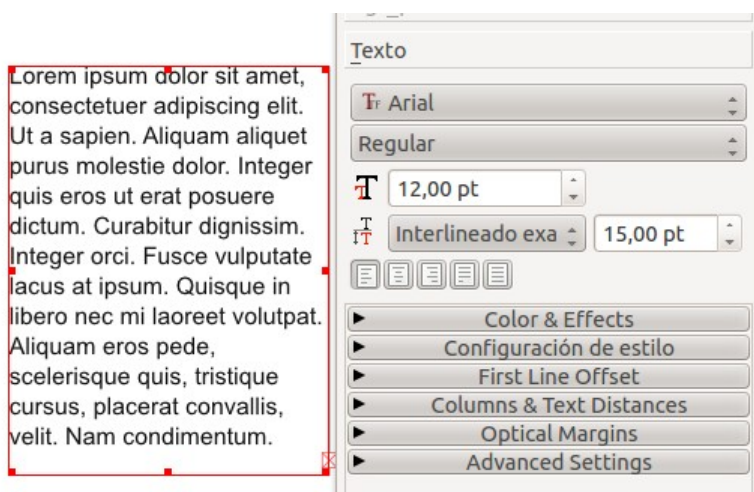 Lorem ipsum dolor sit amet,
consectetuer adipiscing elit.
Ut a sapien. Aliquam aliquet
purus molestie dolor. Integer
quis eros ut erat posuere
dictum. Curabitur dignissim.
Integer orci. Fusce vulputate
lacus at ipsum. Quisque in
libero nec mi laoreet volutpat.
Aliquam eros pede,
scelerisque quis, tristique
cursus, placerat convallis,
velit. Nam condimentum.
Texto
Arial
Regular
12,00 pt
Interlineado exa 15,00 pt
Color & Effects
Configuración de estilo
First Line Offset
Columns & Text Distances
Optical Margins
Advanced Settings